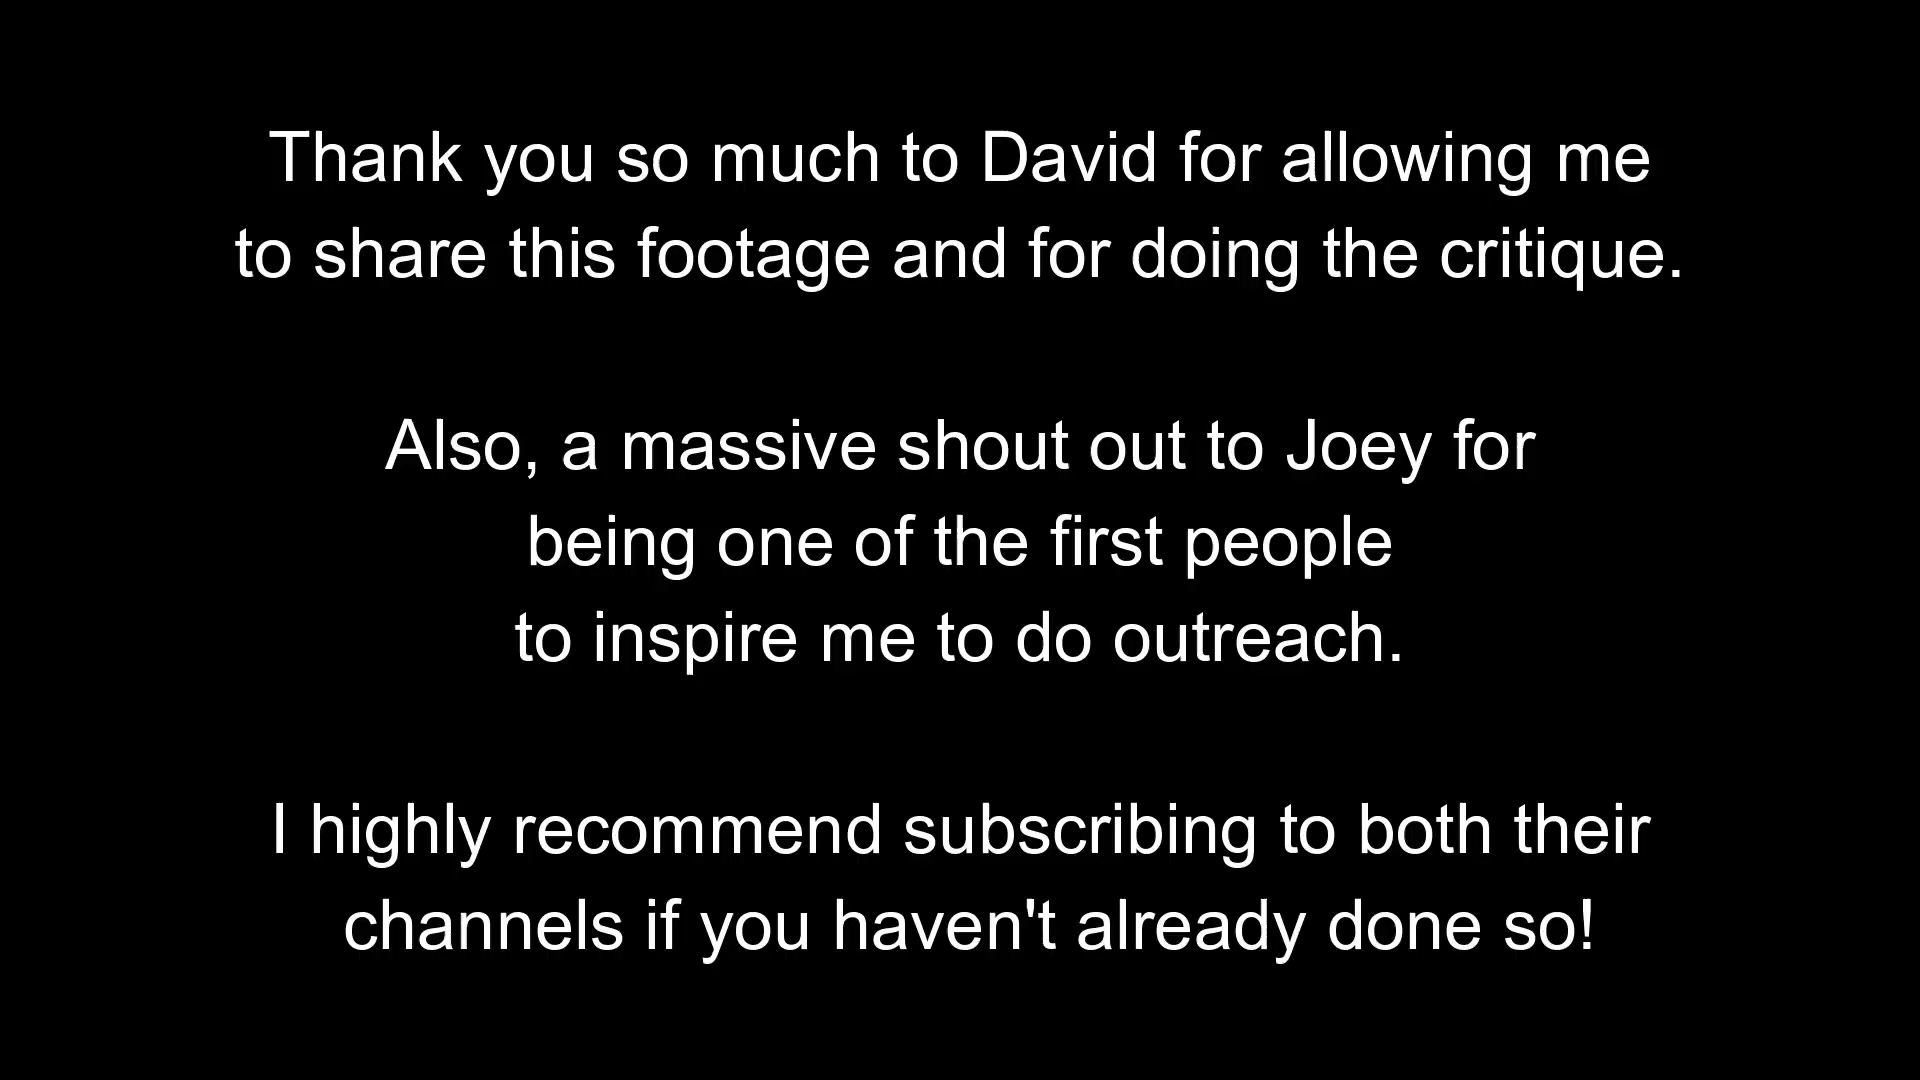 Thank you so much to David for allowing me
to share this footage and for doing the critique.
Also, a massive shout out to Joey for
being one of the first people
to inspire me to do outreach.
I highly recommend subscribing to both their
channels if you haven't already done so!